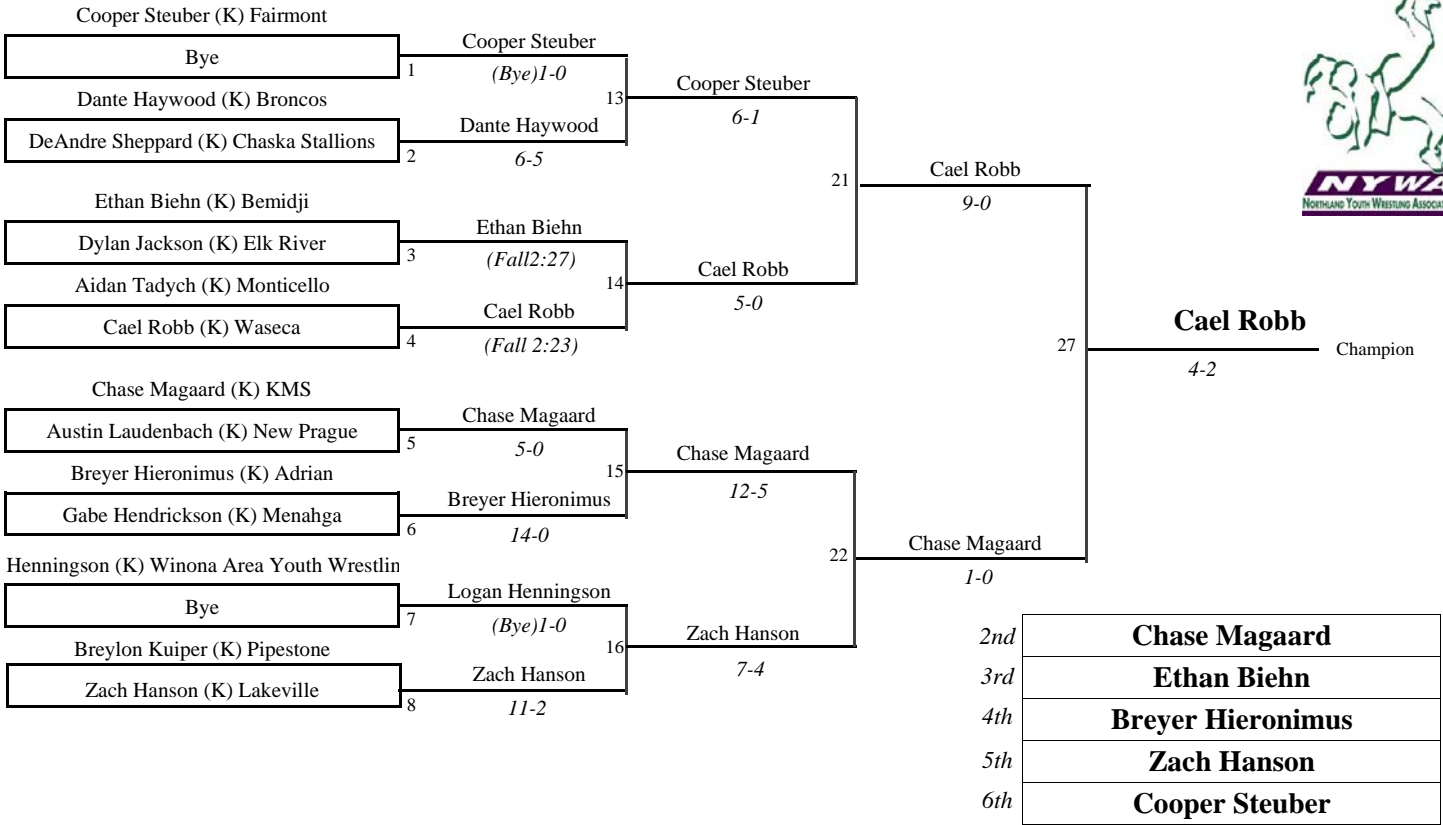 Cooper Steuber (K) Fairmont
Bye
1
Cooper Steuber
(Bye)1-0
Dante Haywood (K) Broncos
DeAndre Sheppard (K) Chaska Stallions
2
Dante Haywood
6-5
13
Cooper Steuber
6-1
Ethan Biehn (K) Bemidji
Dylan Jackson (K) Elk River
3
Ethan Biehn
(Fall2:27)
Aidan Tadych (K) Monticello
Cael Robb (K) Waseca
4
Cael Robb
(Fall 2:23)
14
Cael Robb
5-0
21
Cael Robb
9-0
Chase Magaard (K) KMS
Austin Laudenbach (K) New Prague
5
Chase Magaard
5-0
Breyer Hieronimus (K) Adrian
Gabe Hendrickson (K) Menahga
6
Breyer Hieronimus
14-0
15
Chase Magaard
12-5
Henningson (K) Winona Area Youth Wrestlin
Bye
7
Logan Henningson
(Bye)1-0
Breylon Kuiper (K) Pipestone
Zach Hanson (K) Lakeville
8
Zach Hanson
11-2
16
Zach Hanson
7-4
22
Chase Magaard
1-0
27
Cael Robb
4-2
Champion
NYWA
Northland Youth Wrestling Associat
2nd Chase Magaard
3rd Ethan Biehn
4th Breyer Hieronimus
5th Zach Hanson
6th Cooper Steuber